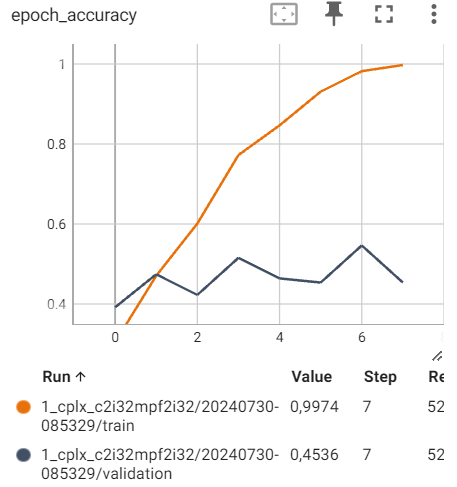 epoch_accuracy
1
0.8
0.6
0.4
0 2 4 6
Run ↑ Value Step Re
1_cplx_c2i32mpf2i32/20240730- 0,9974 7 52
085329/train
1_cplx_c2i32mpf2i32/20240730- 0,4536 7 52
085329/validation